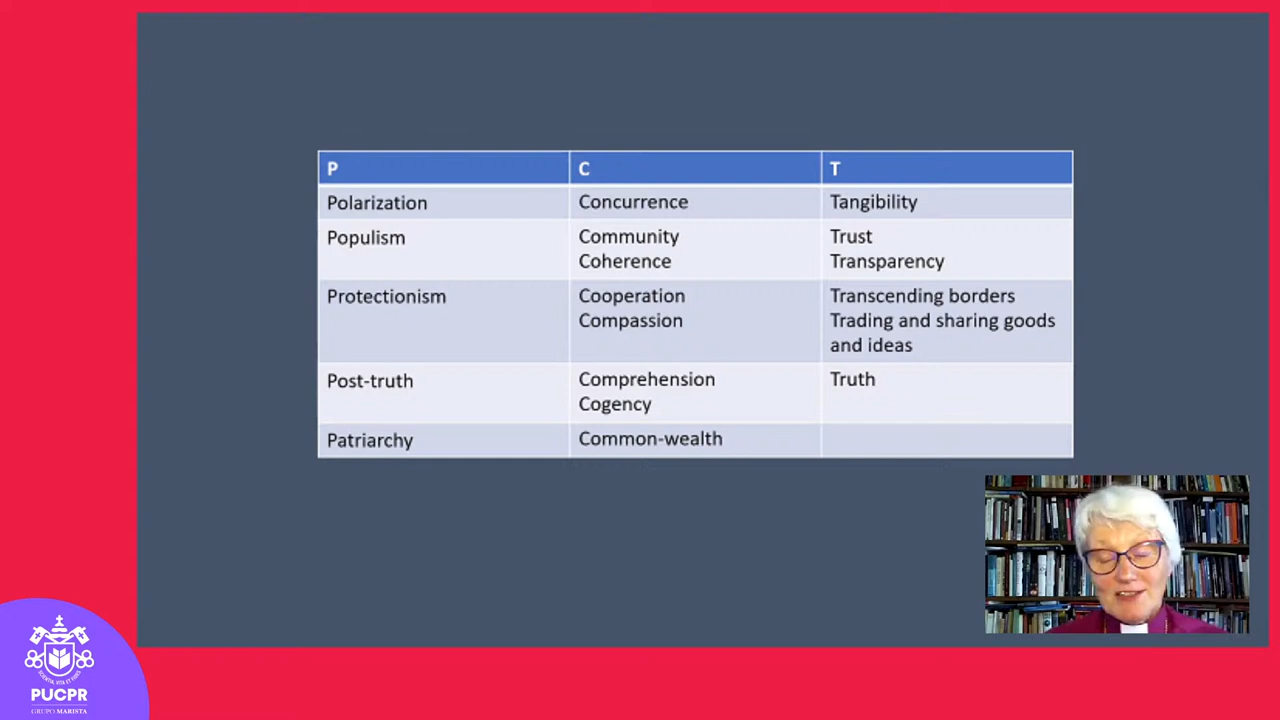 P C T
Polarization Concurrence Tangibility
Populism Community Trust
Coherence Transparency
Protectionism Cooperation Transcending borders
Compassion Trading and sharing goods
and ideas
Post-truth Comprehension Truth
Cogency
Patriarchy Common-wealth
PUCPR
GRUPO MARISTA